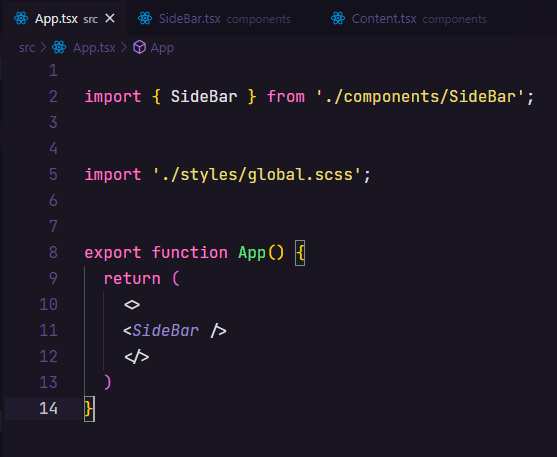 App.tsx src × SideBar.tsx components Content.tsx components
src > App.tsx > App
1
2 import { SideBar } from './components/SideBar';
3
4
5 import './styles/global.scss';
6
7
8 export function App() {
9 return (
10 <>
11 <SideBar />
12 </>
13 )
14 }